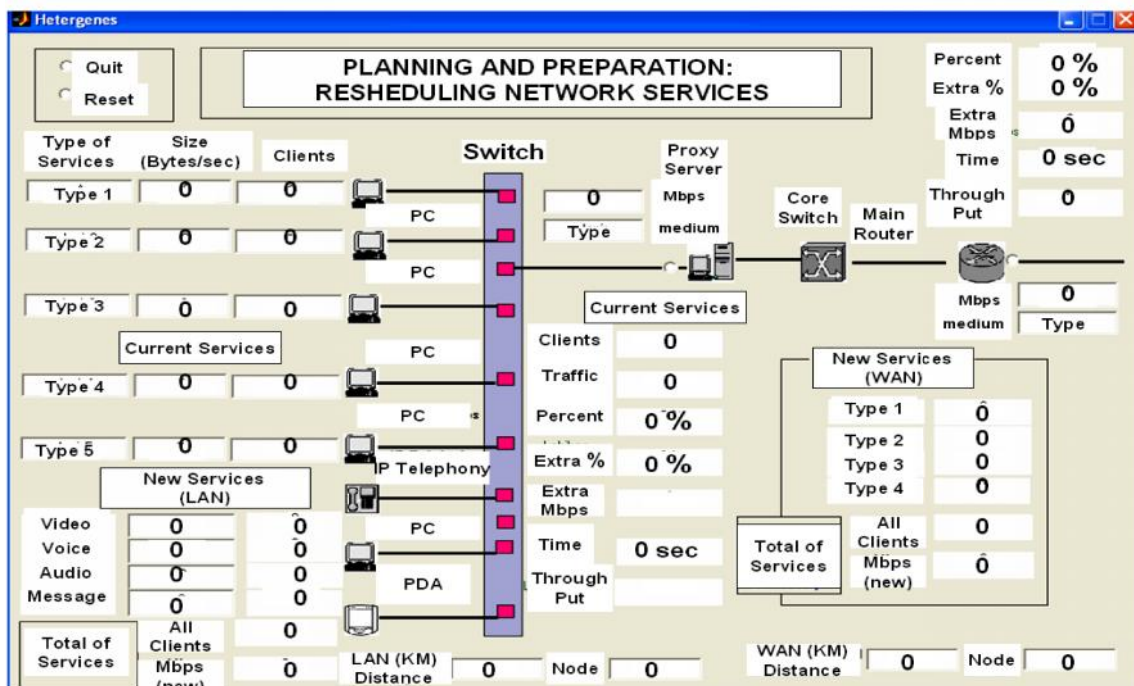 Hetergenes
Quit
Reset
PLANNING AND PREPARATION:
RESHEDULING NETWORK SERVICES
Percent 0 %
Extra % 0 %
Extra
Mbps 0
Time 0 sec
Through
Put 0
Type of
Services
Size
(Bytes/sec)
Clients
Switch
Proxy
Server
Type 1 0 0
PC
0 Mbps
Type medium
Core
Switch
Main
Router
Type 2 0 0
PC
Type 3 0 0
Mbps 0
medium Type
Current Services
PC
Current Services
Clients 0
Traffic 0
Percent 0 %
Extra % 0 %
Extra
Mbps
Time 0 sec
Through
Put
Type 4 0 0
PC
Type 5 0 0
IP Telephony
PC
PDA
New Services
(LAN)
Video 0 0
Voice 0 0
Audio 0 0
Message 0 0
Total of
Services
All
Clients 0
Mbps
(new) 0
New Services
(WAN)
Type 1 0
Type 2 0
Type 3 0
Type 4 0
Total of
Services
All
Clients 0
Mbps
(new) 0
LAN (KM)
Distance 0 Node 0
WAN (KM)
Distance 0 Node 0